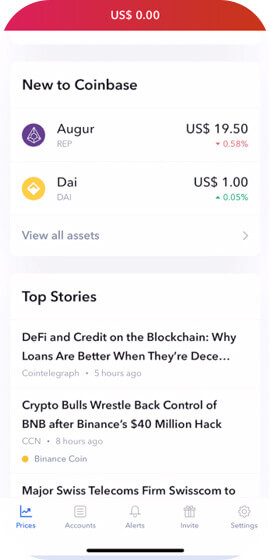 US$ 0.00
New to Coinbase
Augur US$ 19.50
REP 0.58%
Dai US$ 1.00
DAI 0.05%
View all assets
Top Stories
DeFi and Credit on the Blockchain: Why
Loans Are Better When They’re Dece…
Cointelegraph • 5 hours ago
Crypto Bulls Wrestle Back Control of
BNB after Binance’s $40 Million Hack
CCN • 8 hours ago
Binance Coin
Major Swiss Telecoms Firm Swisscom to
Prices Accounts Alerts Invite Settings